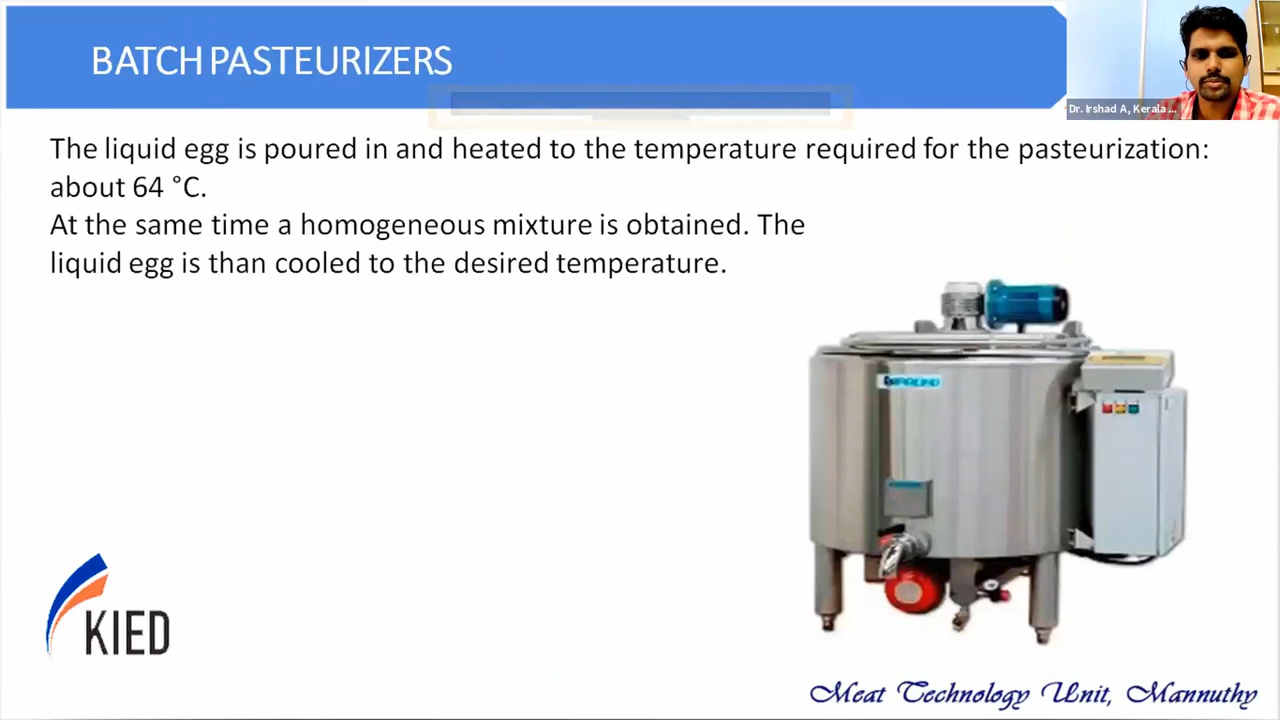 BATCH PASTEURIZERS
Dr. Irshad A, Kerala ...
The liquid egg is poured in and heated to the temperature required for the pasteurization:
about 64 °C.
At the same time a homogeneous mixture is obtained. The
liquid egg is than cooled to the desired temperature.
KIED
Meat Technology Unit, Mannuthy